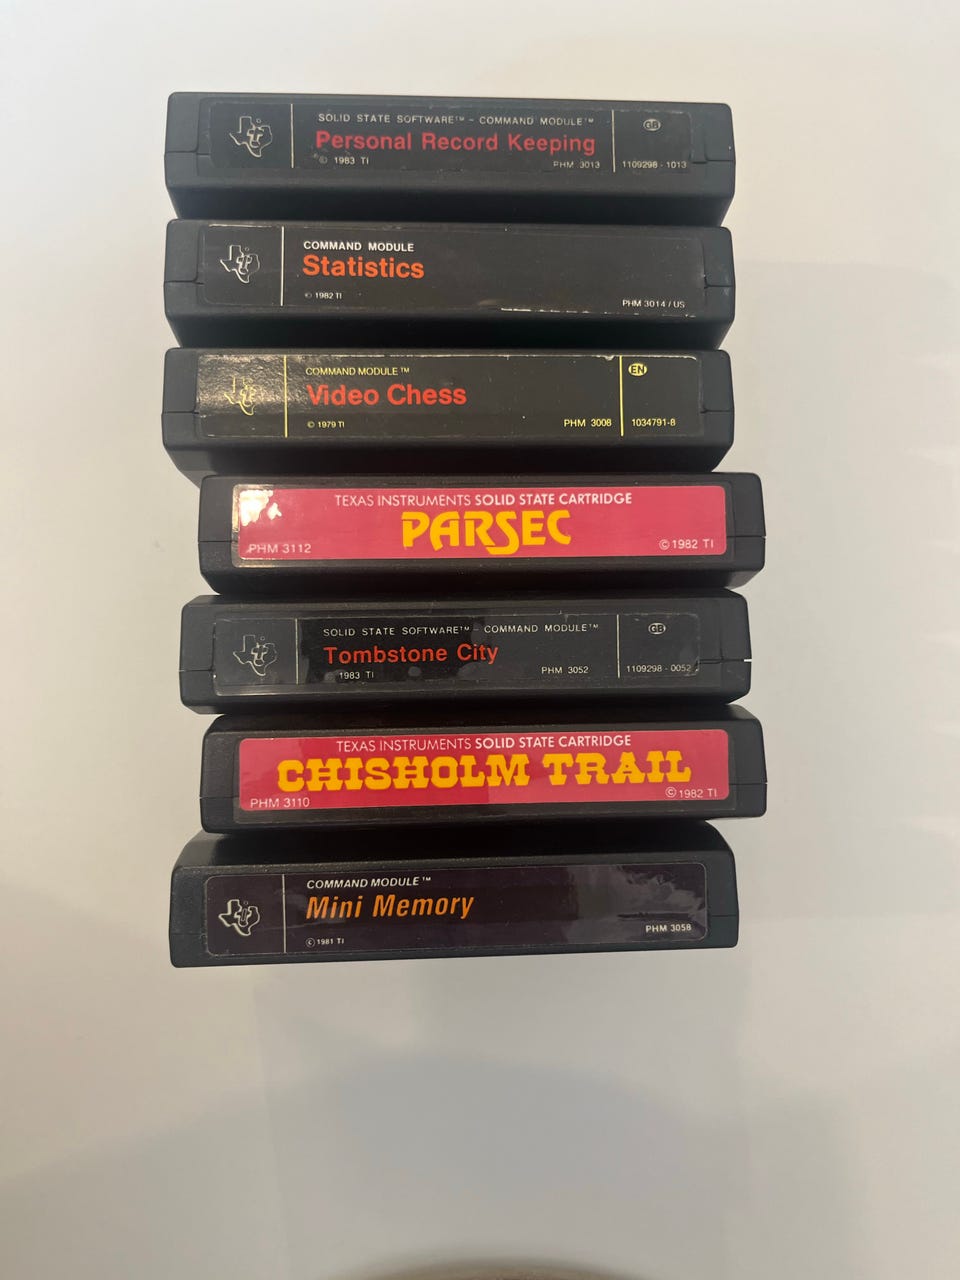 SOLID STATE SOFTWARE™ - COMMAND MODULE™
Personal Record Keeping
© 1983 TI
PHM 3013
GB
1109298 - 1013
COMMAND MODULE
Statistics
© 1982 TI
PHM 3014 / US
COMMAND MODULE™
Video Chess
© 1979 TI
PHM 3008
EN
1034791-8
TEXAS INSTRUMENTS SOLID STATE CARTRIDGE
PARSEC
PHM 3112
© 1982 TI
SOLID STATE SOFTWARE™ - COMMAND MODULE™
Tombstone City
1983 TI
PHM 3052
GB
1109298 - 0052
TEXAS INSTRUMENTS SOLID STATE CARTRIDGE
CHISHOLM TRAIL
PHM 3110
© 1982 TI
COMMAND MODULE™
Mini Memory
© 1981 TI
PHM 3058